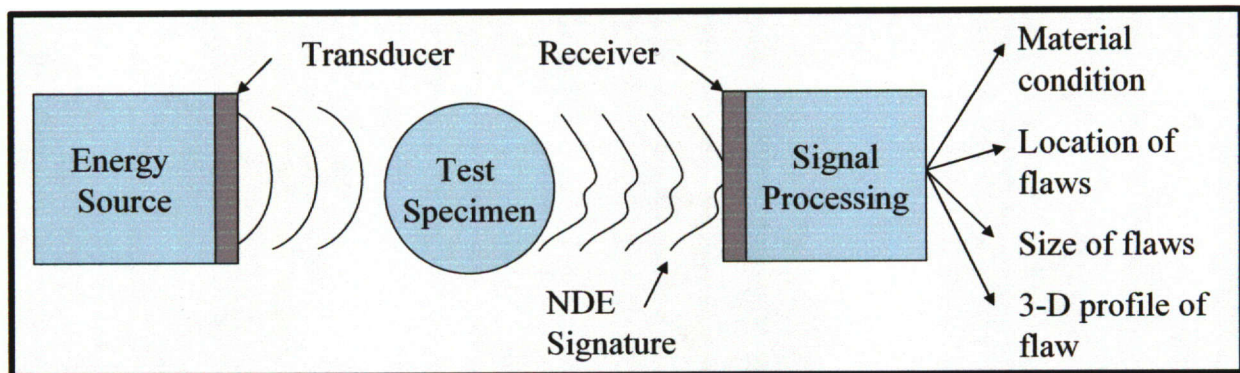 Transducer
Receiver
Energy
Source
Test
Specimen
NDE
Signature
Signal
Processing
Material
condition
Location of
flaws
Size of flaws
3-D profile of
flaw